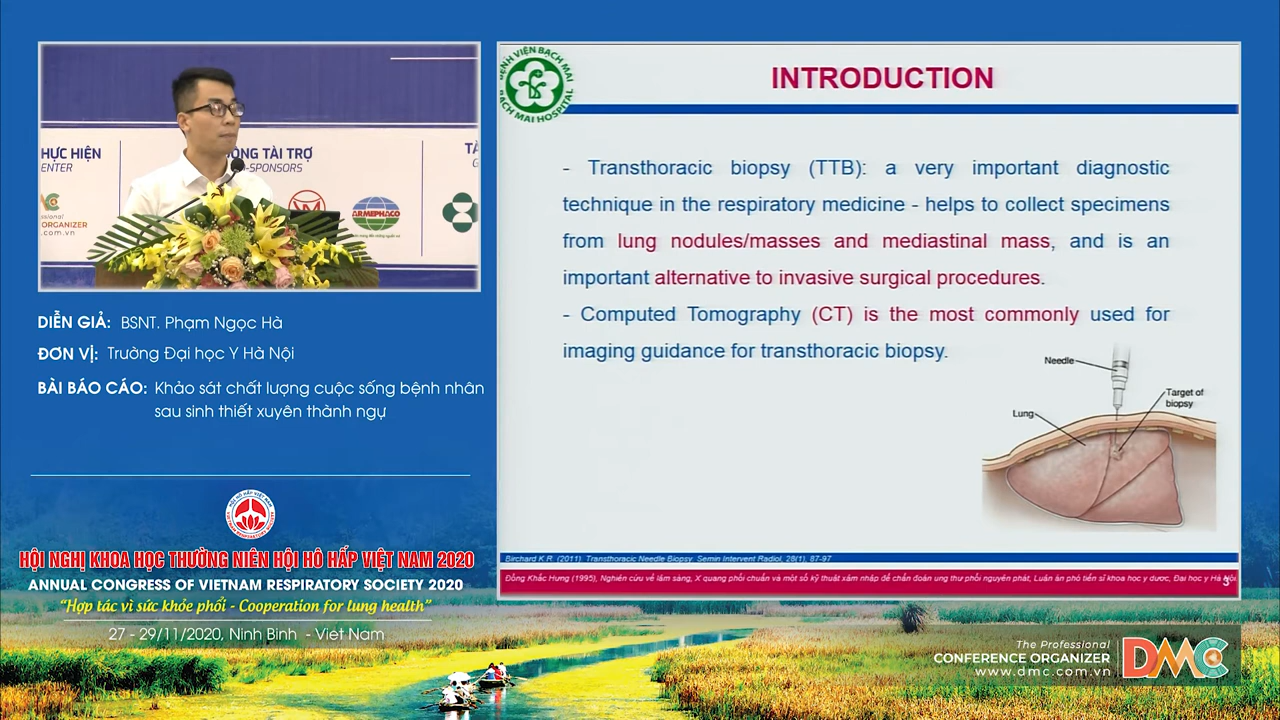 HỰC HIỆN
ENTER
ỒNG TÀI TRỢ
-SPONSORS
TÀ
ORGANIZER
.com.vn
ARMEPHACO
DIỄN GIẢ: BSNT. Phạm Ngọc Hà
ĐƠN VỊ: Trường Đại học Y Hà Nội
BÀI BÁO CÁO: Khảo sát chất lượng cuộc sống bệnh nhân
sau sinh thiết xuyên thành ngự
HỘI NGHỊ KHOA HỌC THƯỜNG NIÊN HỘI HÔ HẤP VIỆT NAM 2020
ANNUAL CONGRESS OF VIETNAM RESPIRATORY SOCIETY 2020
“Hợp tác vì sức khỏe phổi - Cooperation for lung health”
27 - 29/11/2020, Ninh Binh - Viet Nam
BỆNH VIỆN BẠCH MAI
BACH MAI HOSPITAL
INTRODUCTION
- Transthoracic biopsy (TTB): a very important diagnostic
technique in the respiratory medicine - helps to collect specimens
from lung nodules/masses and mediastinal mass, and is an
important alternative to invasive surgical procedures.
- Computed Tomography (CT) is the most commonly used for
imaging guidance for transthoracic biopsy.
Needle
Target of
biopsy
Lung
Birchard K.R. (2011). Transthoracic Needle Biopsy. Semin Intervent Radiol, 28(1), 87-97
Đồng Khắc Hưng (1995), Nghiên cứu về lâm sàng, X quang phổi chuẩn và một số kỹ thuật xâm nhập để chẩn đoán ung thư phổi nguyên phát, Luận án phó tiến sĩ khoa học y dược, Đại học y Hà Nội.
3
The Professional
CONFERENCE ORGANIZER
www.dmc.com.vn
DMC